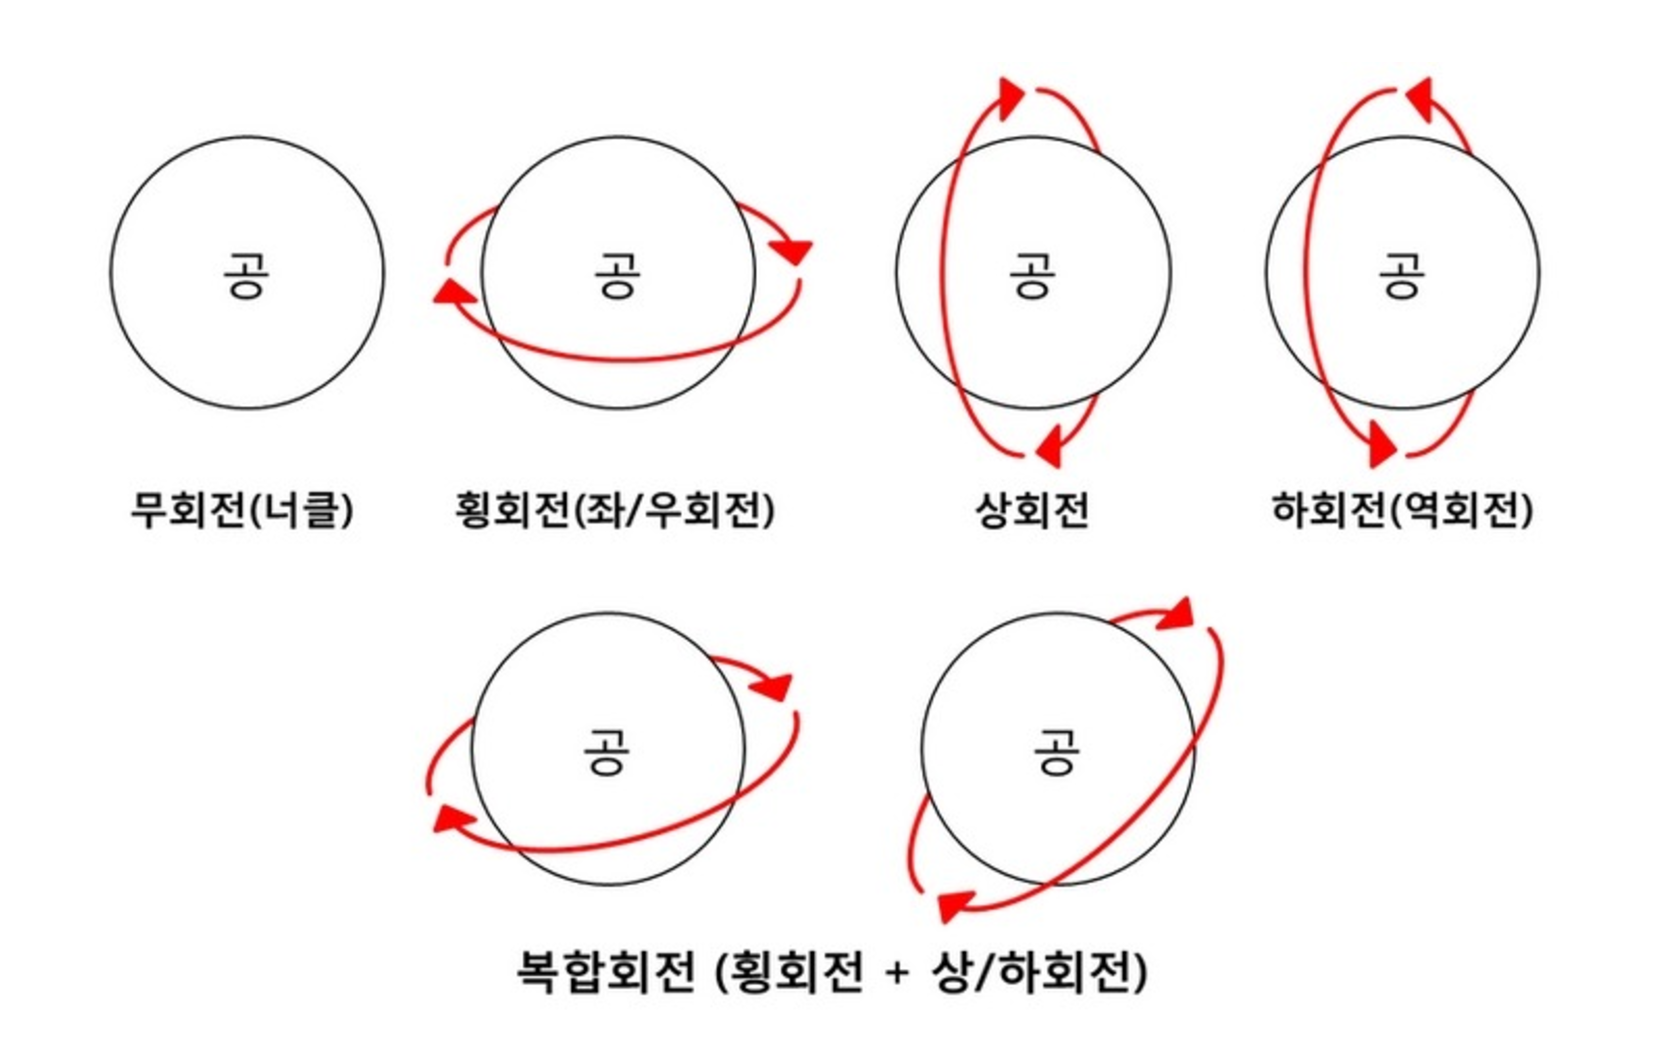 공 공 공 공
무회전(너클) 횡회전(좌/우회전) 상회전 하회전(역회전)
공 공
복합회전 (횡회전 + 상/하회전)